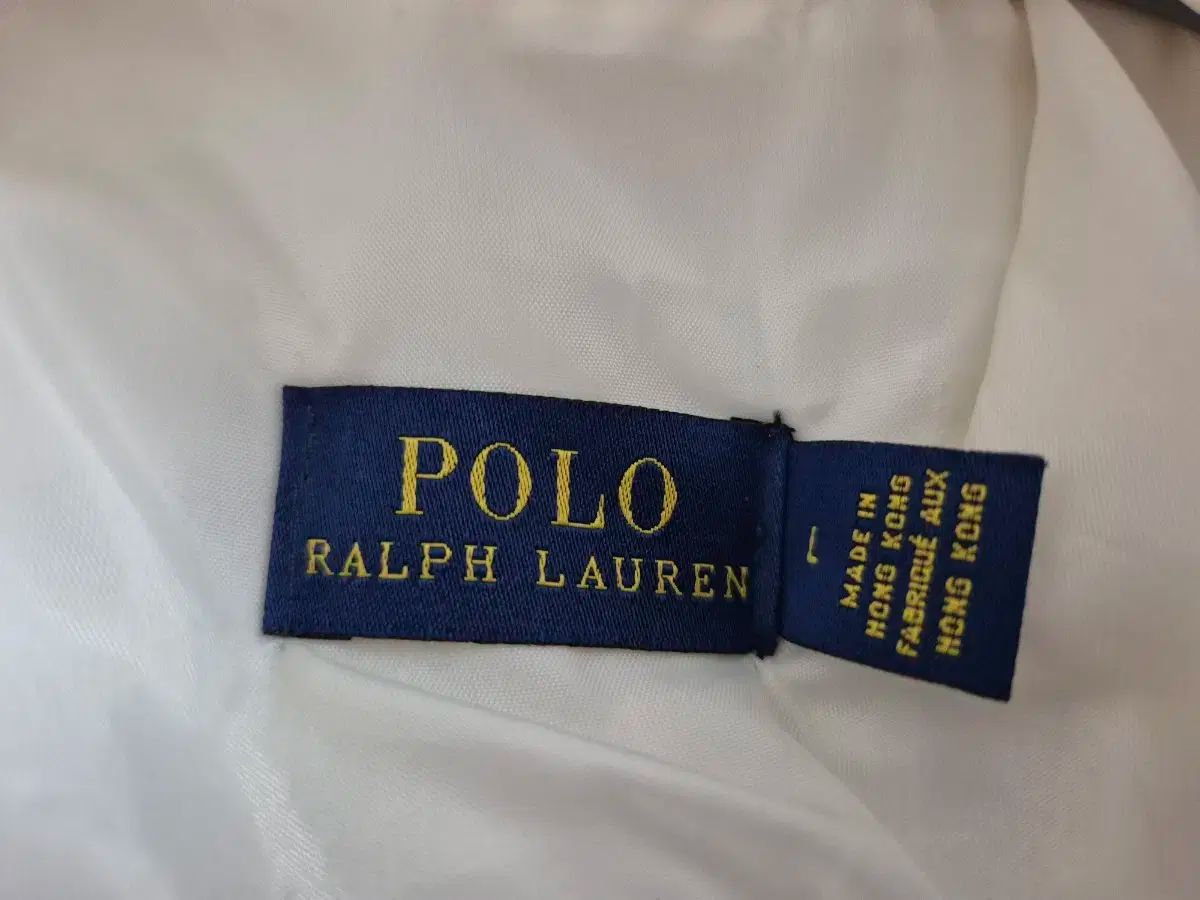 POLO
RALPH LAUREN
L
MADE IN
HONG KONG
FABRIQUÉ AUX
HONG KONG